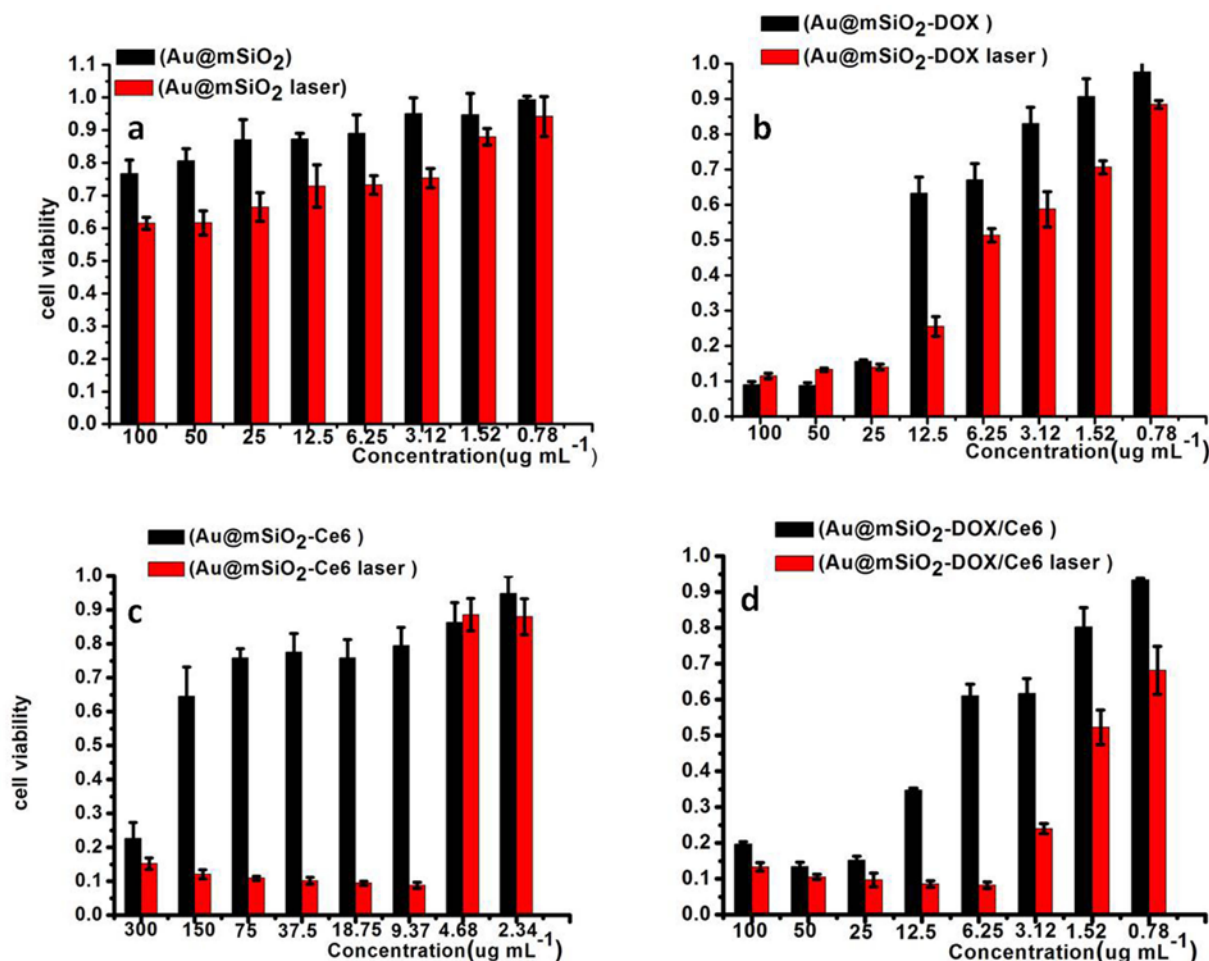 (Au@mSiO2)
(Au@mSiO2 laser)
a
1.1
1.0
0.9
0.8
0.7
0.6
0.5
0.4
0.3
0.2
0.1
0.0
cell viability
100 50 25 12.5 6.25 3.12 1.52 0.78
Concentration(ug mL-1)
(Au@mSiO2-DOX )
(Au@mSiO2-DOX laser )
b
1.0
0.9
0.8
0.7
0.6
0.5
0.4
0.3
0.2
0.1
0.0
100 50 25 12.5 6.25 3.12 1.52 0.78
Concentration(ug mL-1)
(Au@mSiO2-Ce6 )
(Au@mSiO2-Ce6 laser )
c
1.0
0.9
0.8
0.7
0.6
0.5
0.4
0.3
0.2
0.1
0.0
cell viability
300 150 75 37.5 18.75 9.37 4.68 2.34
Concentration(ug mL-1)
(Au@mSiO2-DOX/Ce6 )
(Au@mSiO2-DOX/Ce6 laser )
d
1.0
0.9
0.8
0.7
0.6
0.5
0.4
0.3
0.2
0.1
0.0
100 50 25 12.5 6.25 3.12 1.52 0.78
Concentration(ug mL-1)